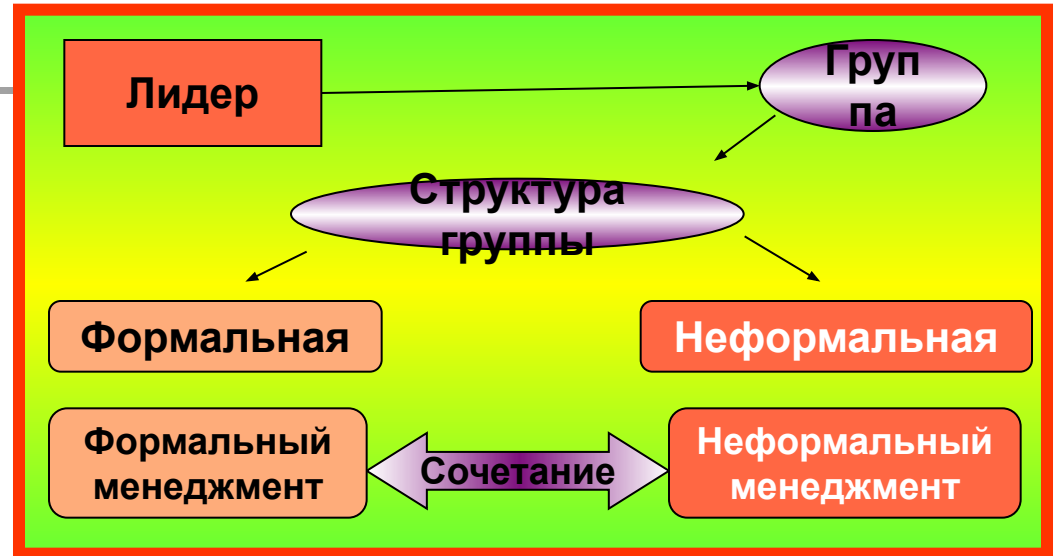 Лидер
Груп
па
Структура
группы
Формальная
Неформальная
Формальный
менеджмент
Сочетание
Неформальный
менеджмент